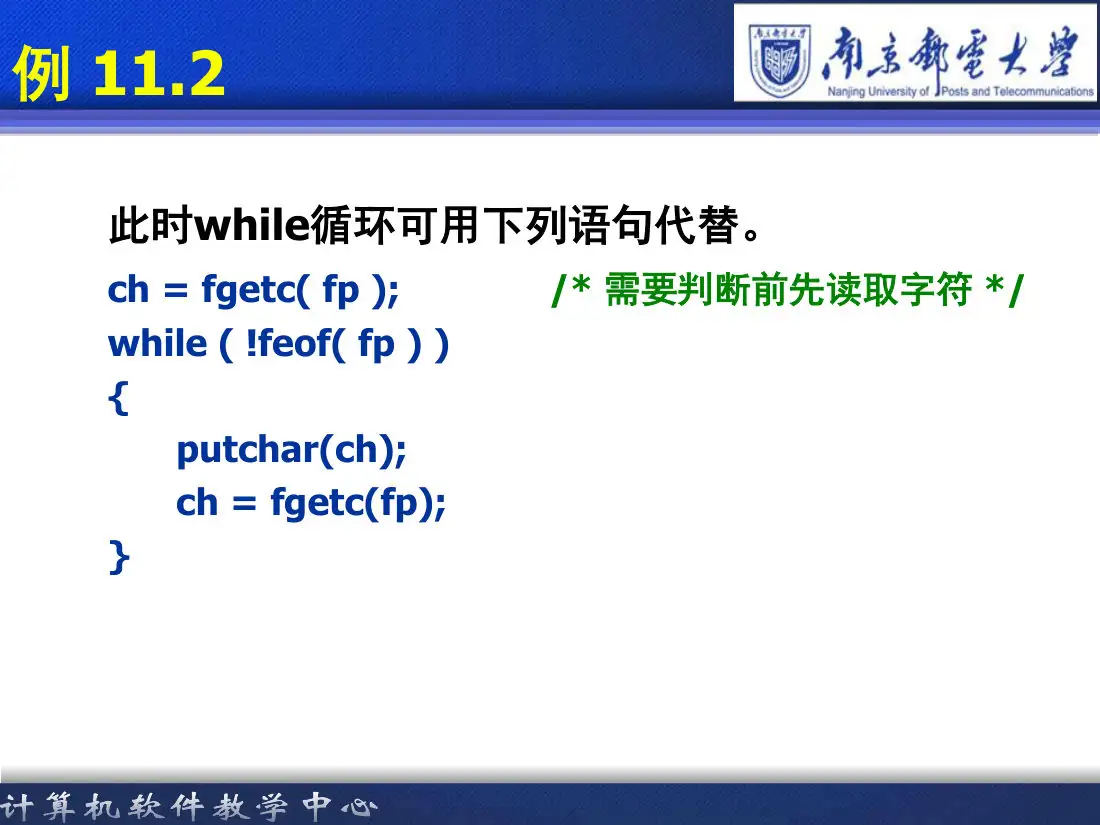 例 11.2
南京邮电大学
Nanjing University of Posts and Telecommunications
此时while循环可用下列语句代替。
ch = fgetc( fp ); /* 需要判断前先读取字符 */
while ( !feof( fp ) )
{
putchar(ch);
ch = fgetc(fp);
}
计算机软件教学中心